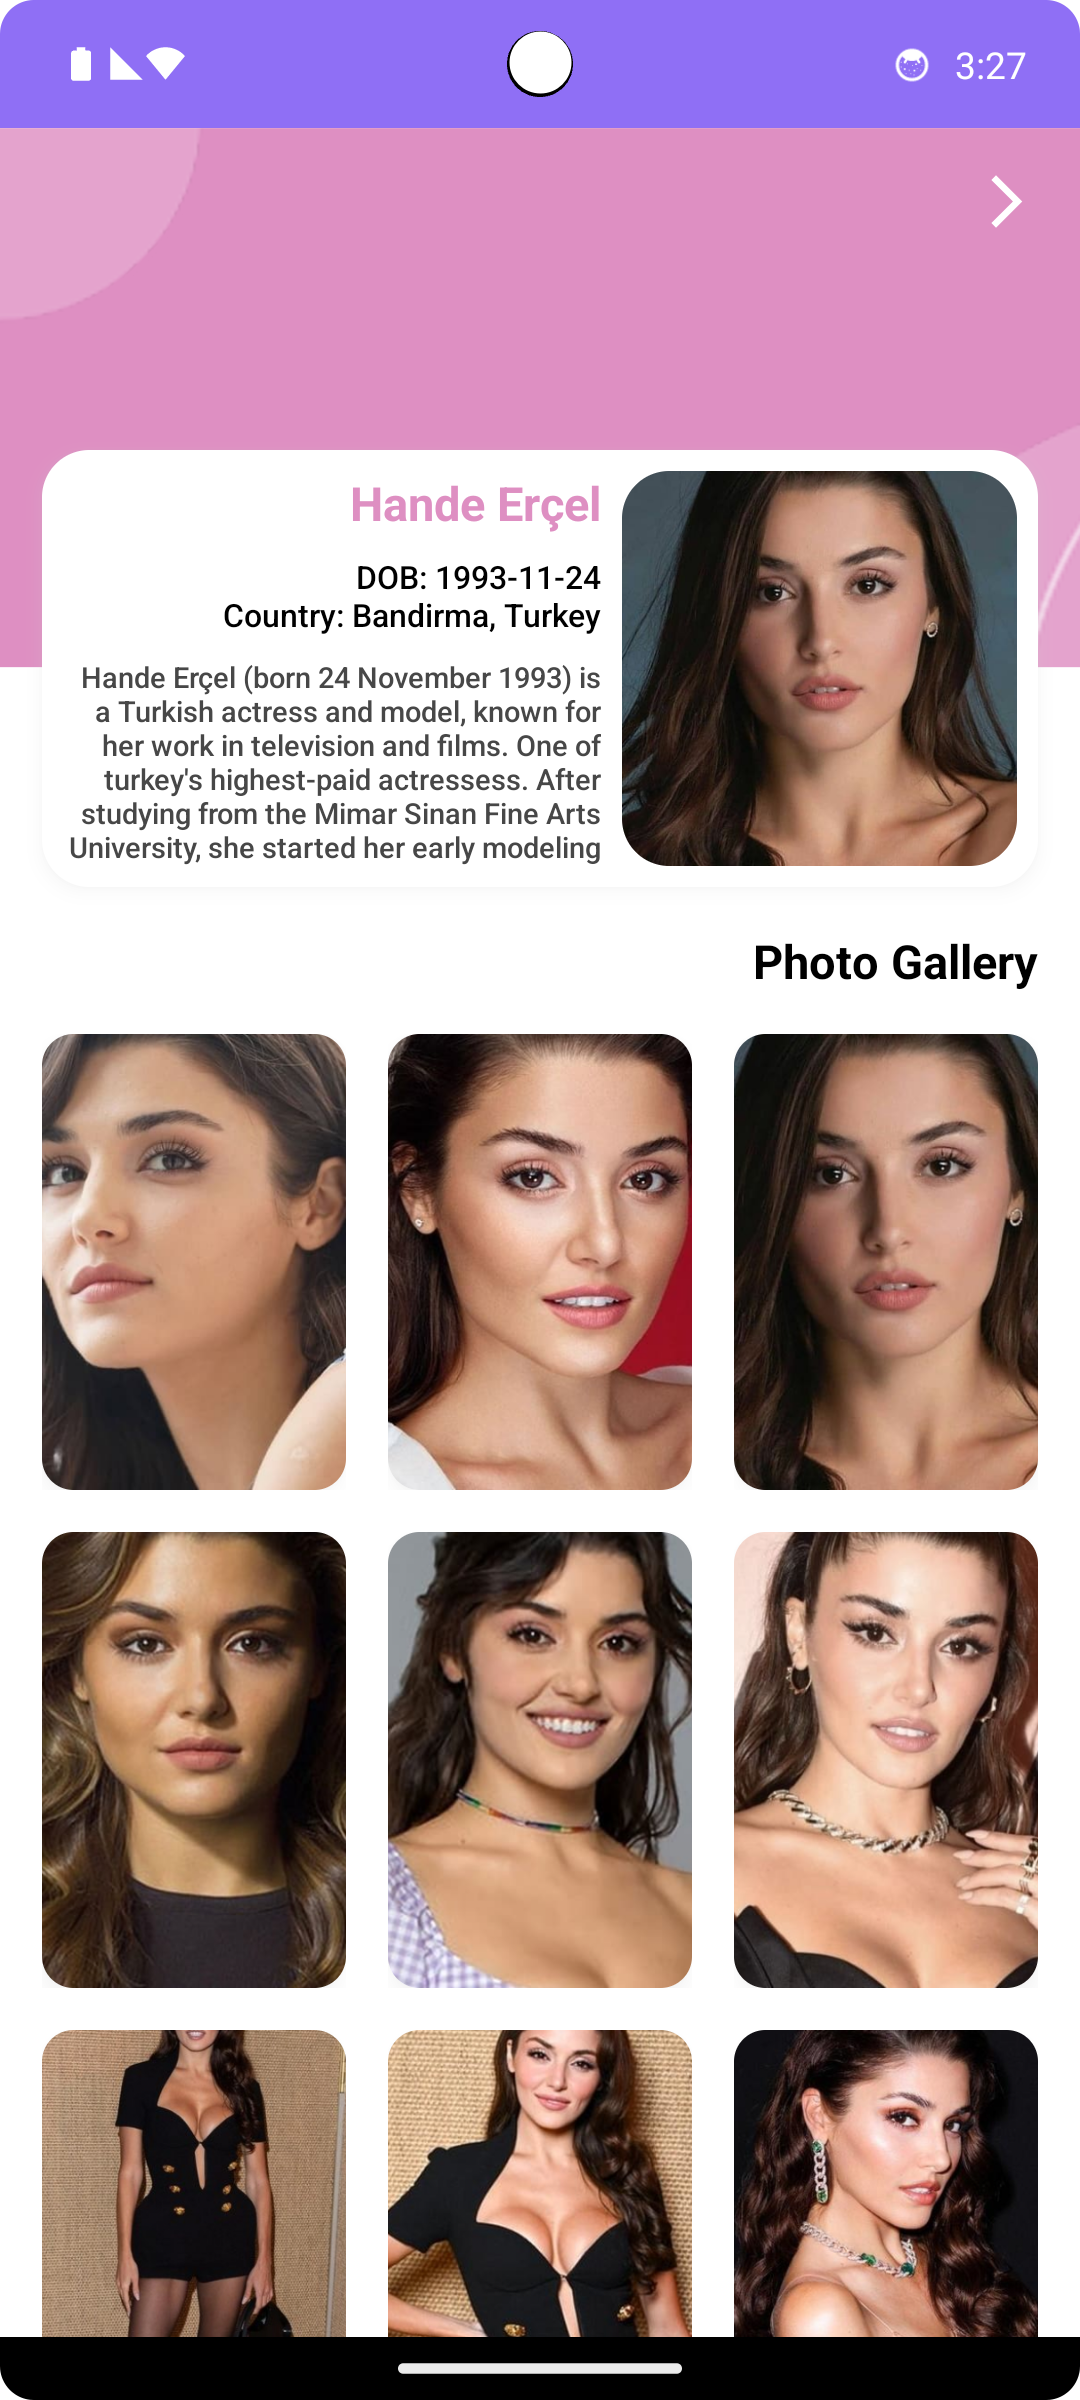 3:27
Hande Erçel
DOB: 1993-11-24
Country: Bandirma, Turkey
Hande Erçel (born 24 November 1993) is
a Turkish actress and model, known for
her work in television and films. One of
turkey's highest-paid actressess. After
studying from the Mimar Sinan Fine Arts
University, she started her early modeling
Photo Gallery